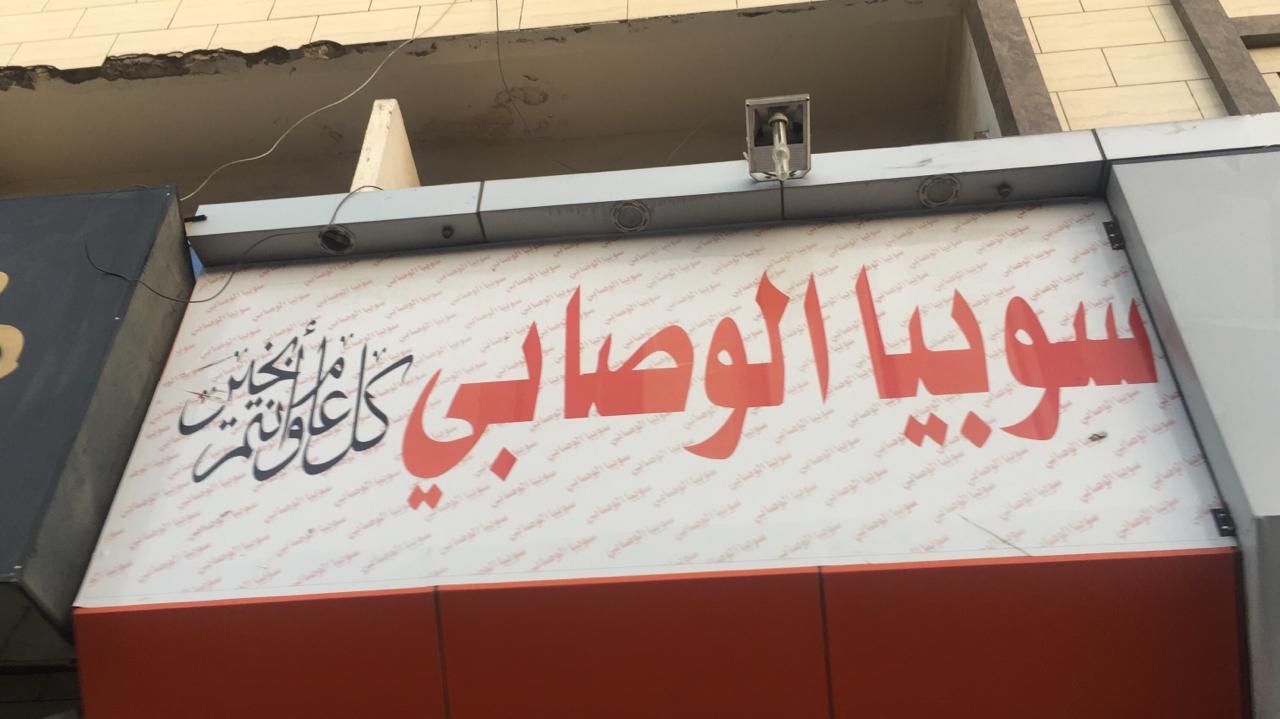 سوبيا الوصابي
كل عام وأنتم بخير